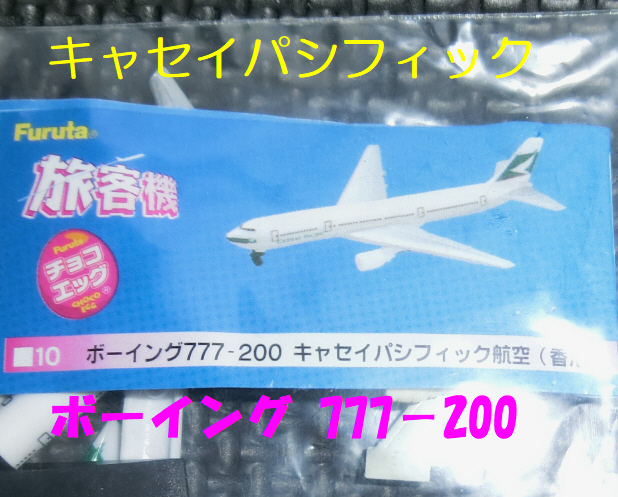 キャセイパシフィック
Furuta®
旅客機
Furuta
チョコ
エッグ
CHOCO
EGG
10 ボーイング777-200 キャセイパシフィック航空（香
ボーイング 777－200